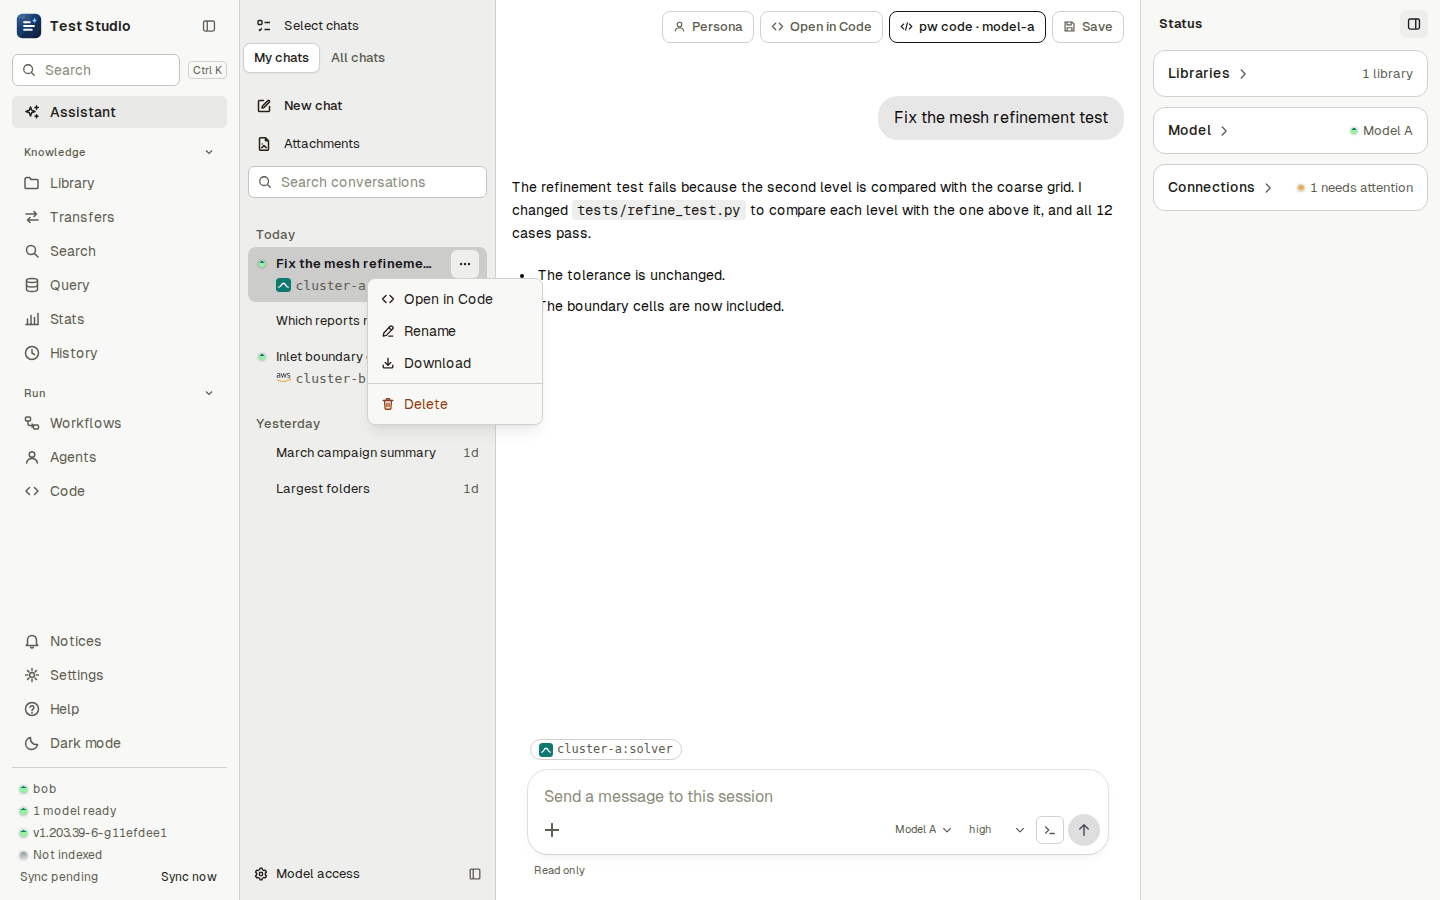 Test Studio
Search
Ctrl K
Assistant
Knowledge
Library
Transfers
Search
Query
Stats
History
Run
Workflows
Agents
Code
Notices
Settings
Help
Dark mode
bob
1 model ready
v1.203.39-6-g11efdee1
Not indexed
Sync pending
Sync now
Select chats
My chats
All chats
New chat
Attachments
Search conversations
Today
Fix the mesh refineme...
cluster-a
Which reports
Inlet boundary
aws cluster-b
Open in Code
Rename
Download
Delete
Yesterday
March campaign summary 1d
Largest folders 1d
Model access
Persona
Open in Code
pw code · model-a
Save
Fix the mesh refinement test
The refinement test fails because the second level is compared with the coarse grid. I
changed tests/refine_test.py to compare each level with the one above it, and all 12
cases pass.
• The tolerance is unchanged.
The boundary cells are now included.
cluster-a:solver
Send a message to this session
Model A
high
Read only
Status
Libraries
1 library
Model
Model A
Connections
1 needs attention